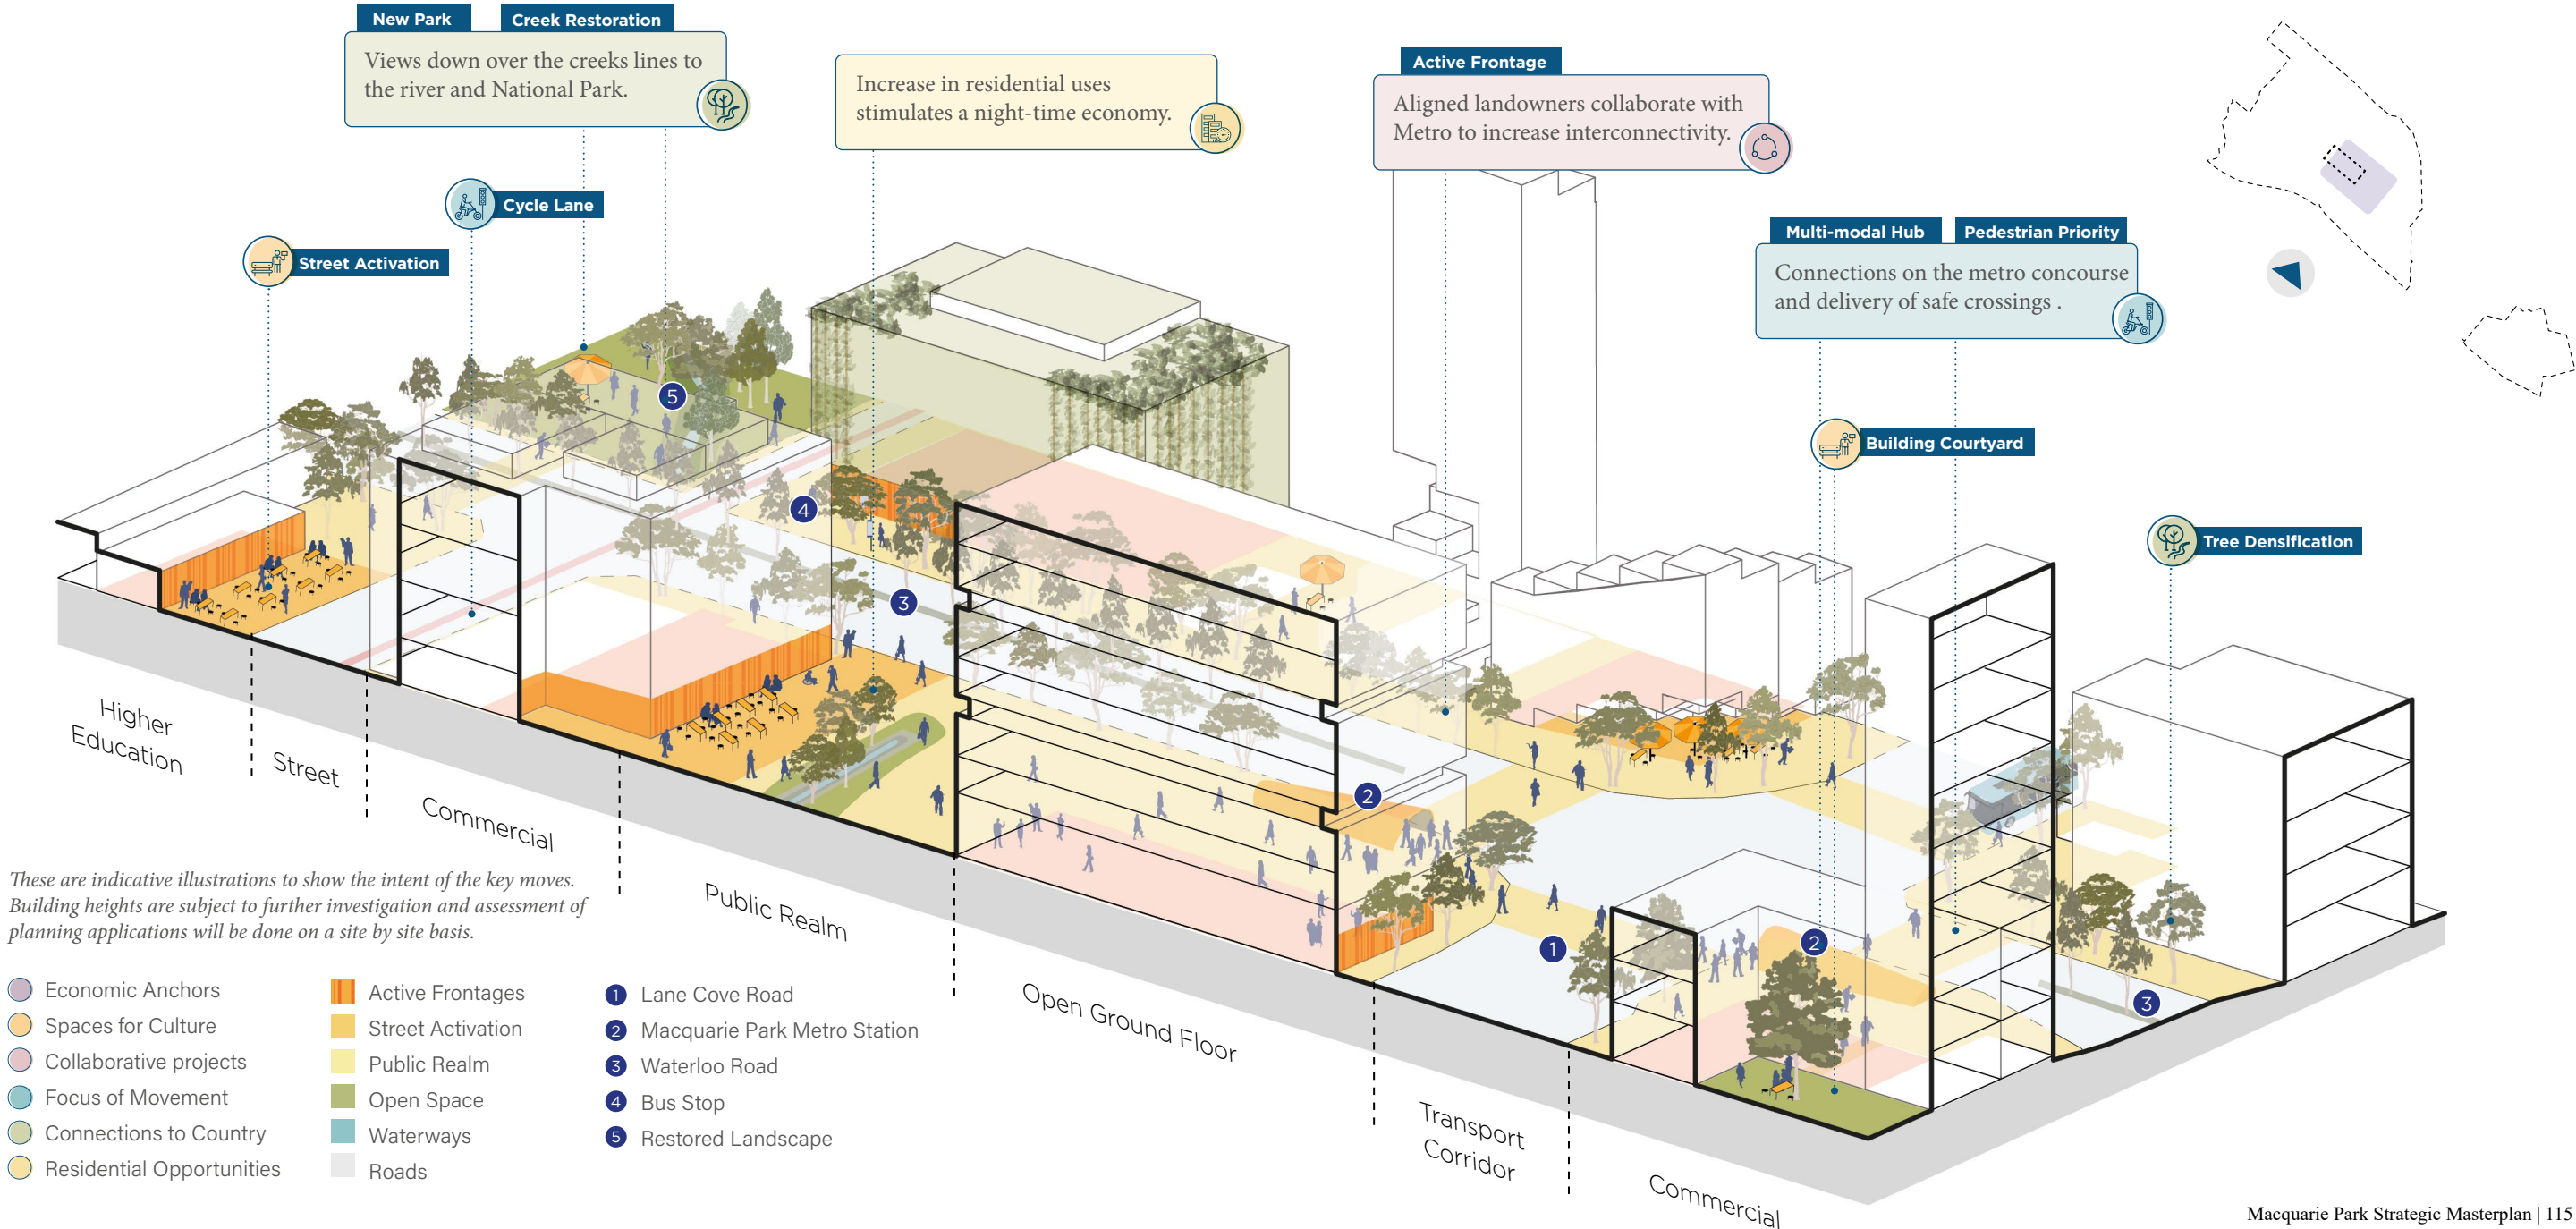 New Park
Creek Restoration
Views down over the creeks lines to
the river and National Park.
Increase in residential uses
stimulates a night-time economy.
Active Frontage
Aligned landowners collaborate with
Metro to increase interconnectivity.
Cycle Lane
Street Activation
Multi-modal Hub
Pedestrian Priority
Connections on the metro concourse
and delivery of safe crossings .
Building Courtyard
Tree Densification
5
4
3
2
1
2
3
Higher
Education
Street
Commercial
Public Realm
Open Ground Floor
Transport
Corridor
Commercial
These are indicative illustrations to show the intent of the key moves.
Building heights are subject to further investigation and assessment of
planning applications will be done on a site by site basis.
Economic Anchors
Spaces for Culture
Collaborative projects
Focus of Movement
Connections to Country
Residential Opportunities
Active Frontages
Street Activation
Public Realm
Open Space
Waterways
Roads
1 Lane Cove Road
2 Macquarie Park Metro Station
3 Waterloo Road
4 Bus Stop
5 Restored Landscape
Macquarie Park Strategic Masterplan | 115